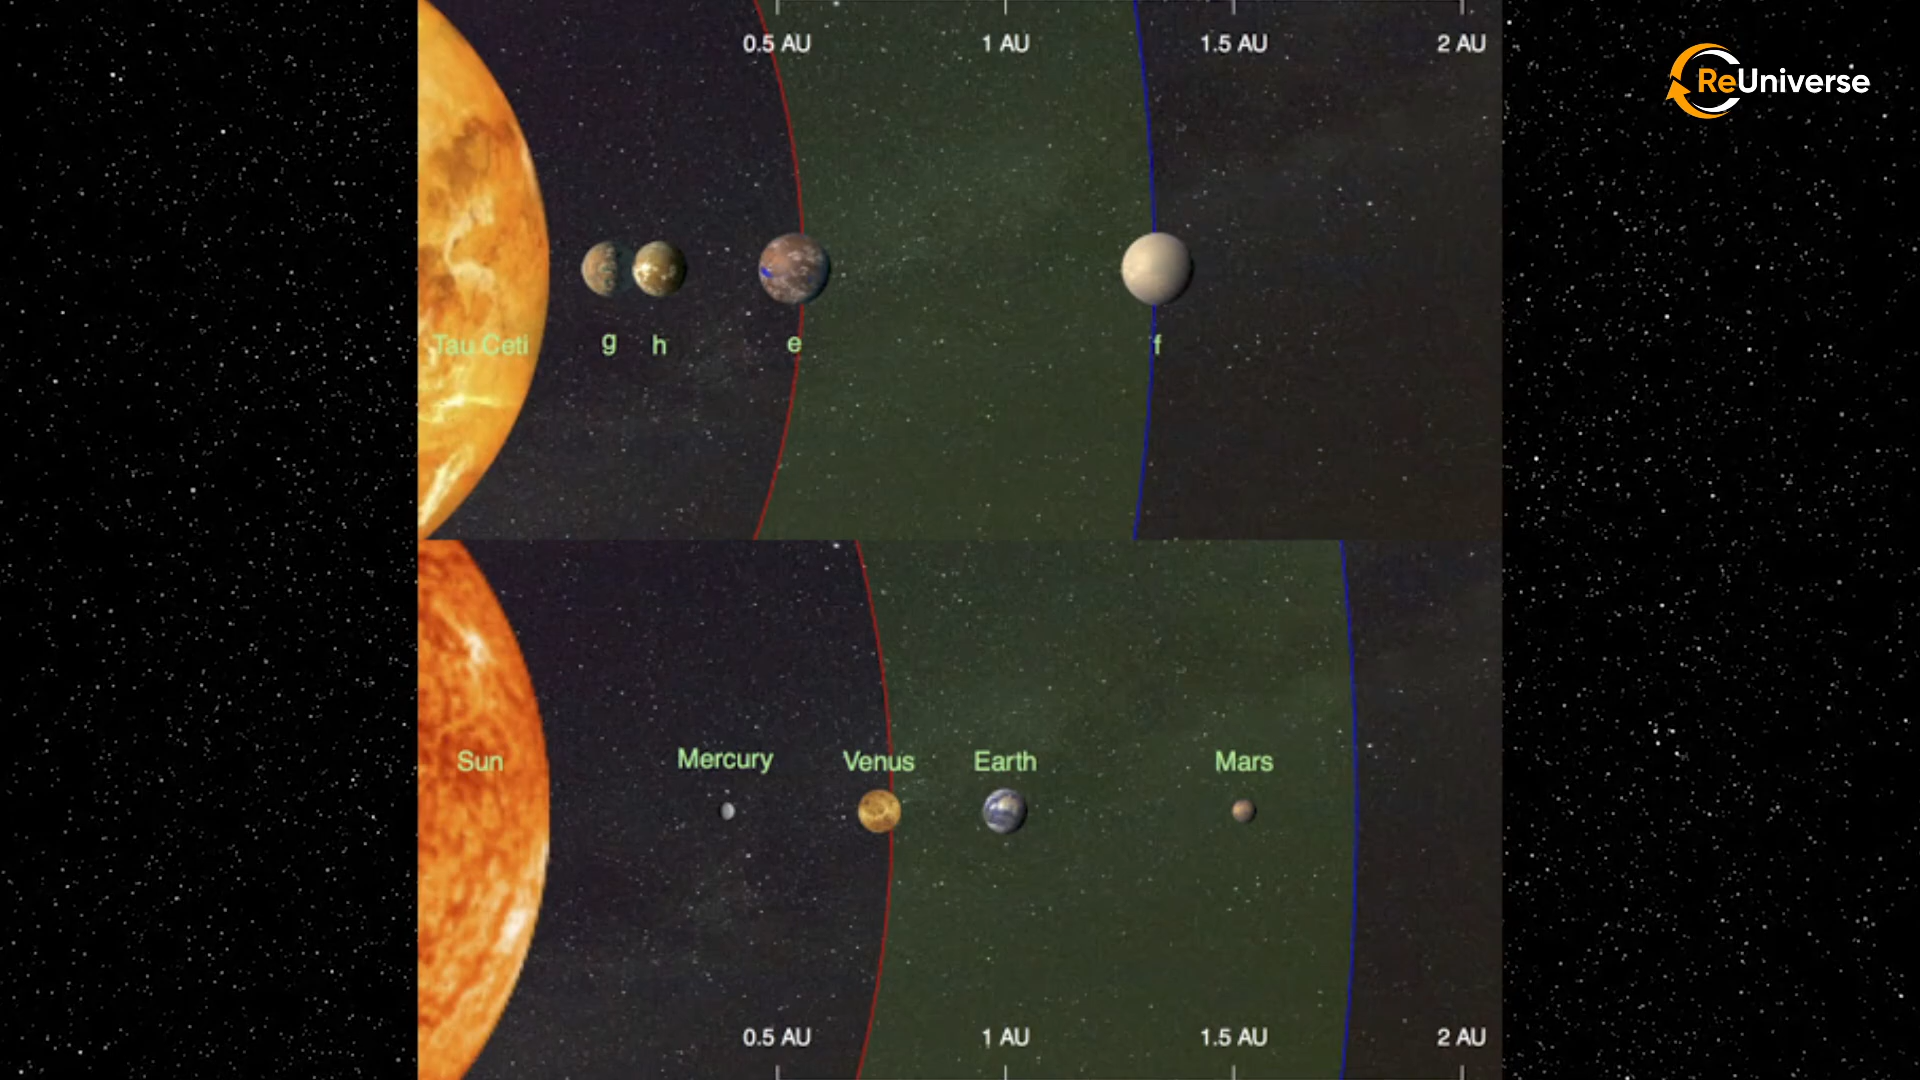 0.5 AU 1 AU 1.5 AU 2 AU
ReUniverse
Tau Ceti g h e f
Sun Mercury Venus Earth Mars
0.5 AU 1 AU 1.5 AU 2 AU